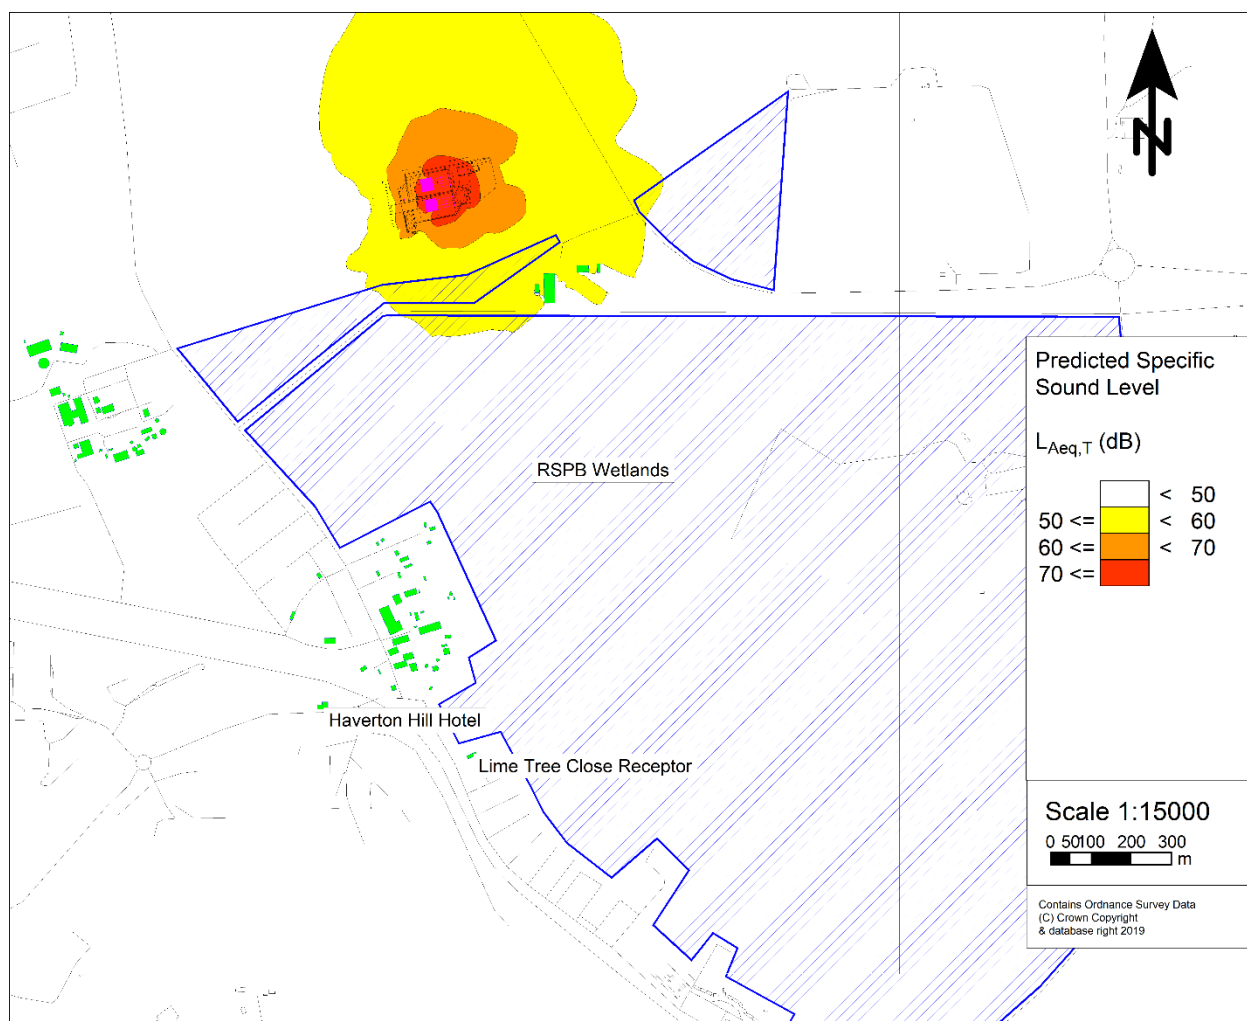 N
Predicted Specific
Sound Level
LAeq,T (dB)
< 50
50 <= < 60
60 <= < 70
70 <=
RSPB Wetlands
Haverton Hill Hotel
Lime Tree Close Receptor
Scale 1:15000
0 50100 200 300
m
Contains Ordnance Survey Data
(C) Crown Copyright
& database right 2019